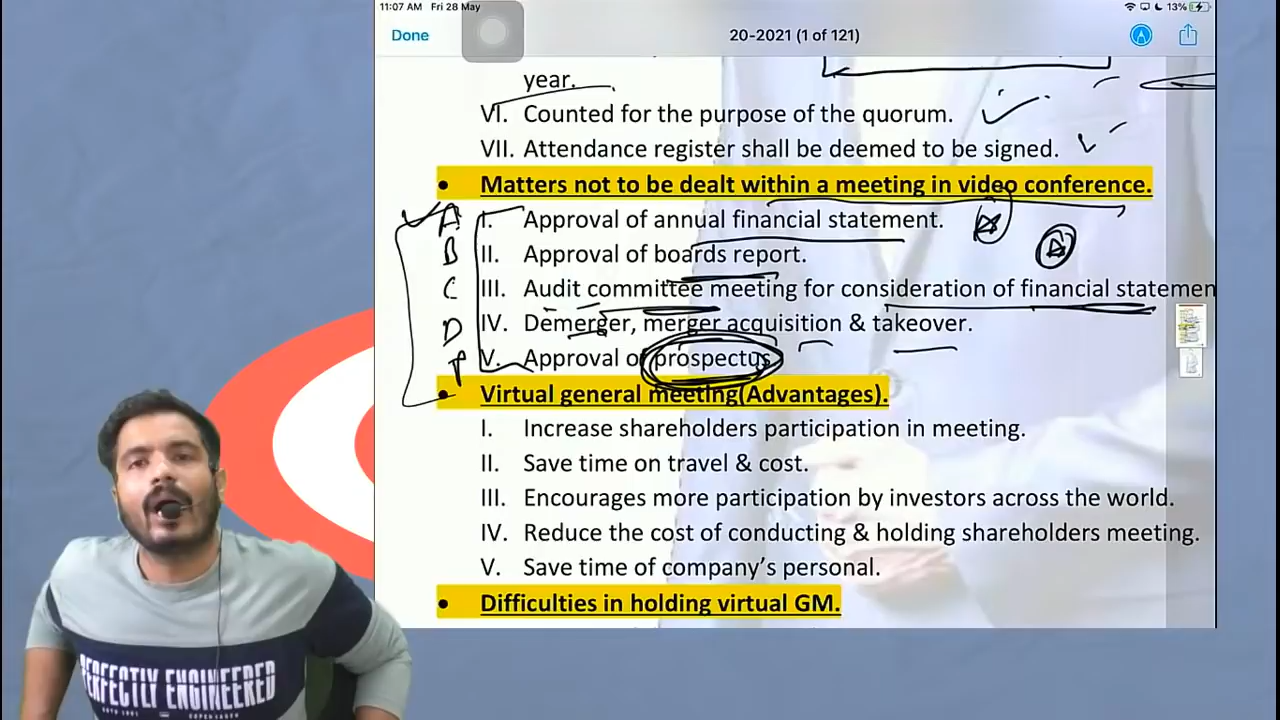 11:07 AM Fri 28 May
13%
Done
20-2021 (1 of 121)
year.
VI. Counted for the purpose of the quorum.
VII. Attendance register shall be deemed to be signed.
• Matters not to be dealt within a meeting in video conference.
A I. Approval of annual financial statement.
B II. Approval of boards report.
C III. Audit committee meeting for consideration of financial statemen
D IV. Demerger, merger acquisition & takeover.
P V. Approval of prospectus.
• Virtual general meeting(Advantages).
I. Increase shareholders participation in meeting.
II. Save time on travel & cost.
III. Encourages more participation by investors across the world.
IV. Reduce the cost of conducting & holding shareholders meeting.
V. Save time of company's personal.
• Difficulties in holding virtual GM.
PERFECTLY ENGINEERED
COPENHAGEN